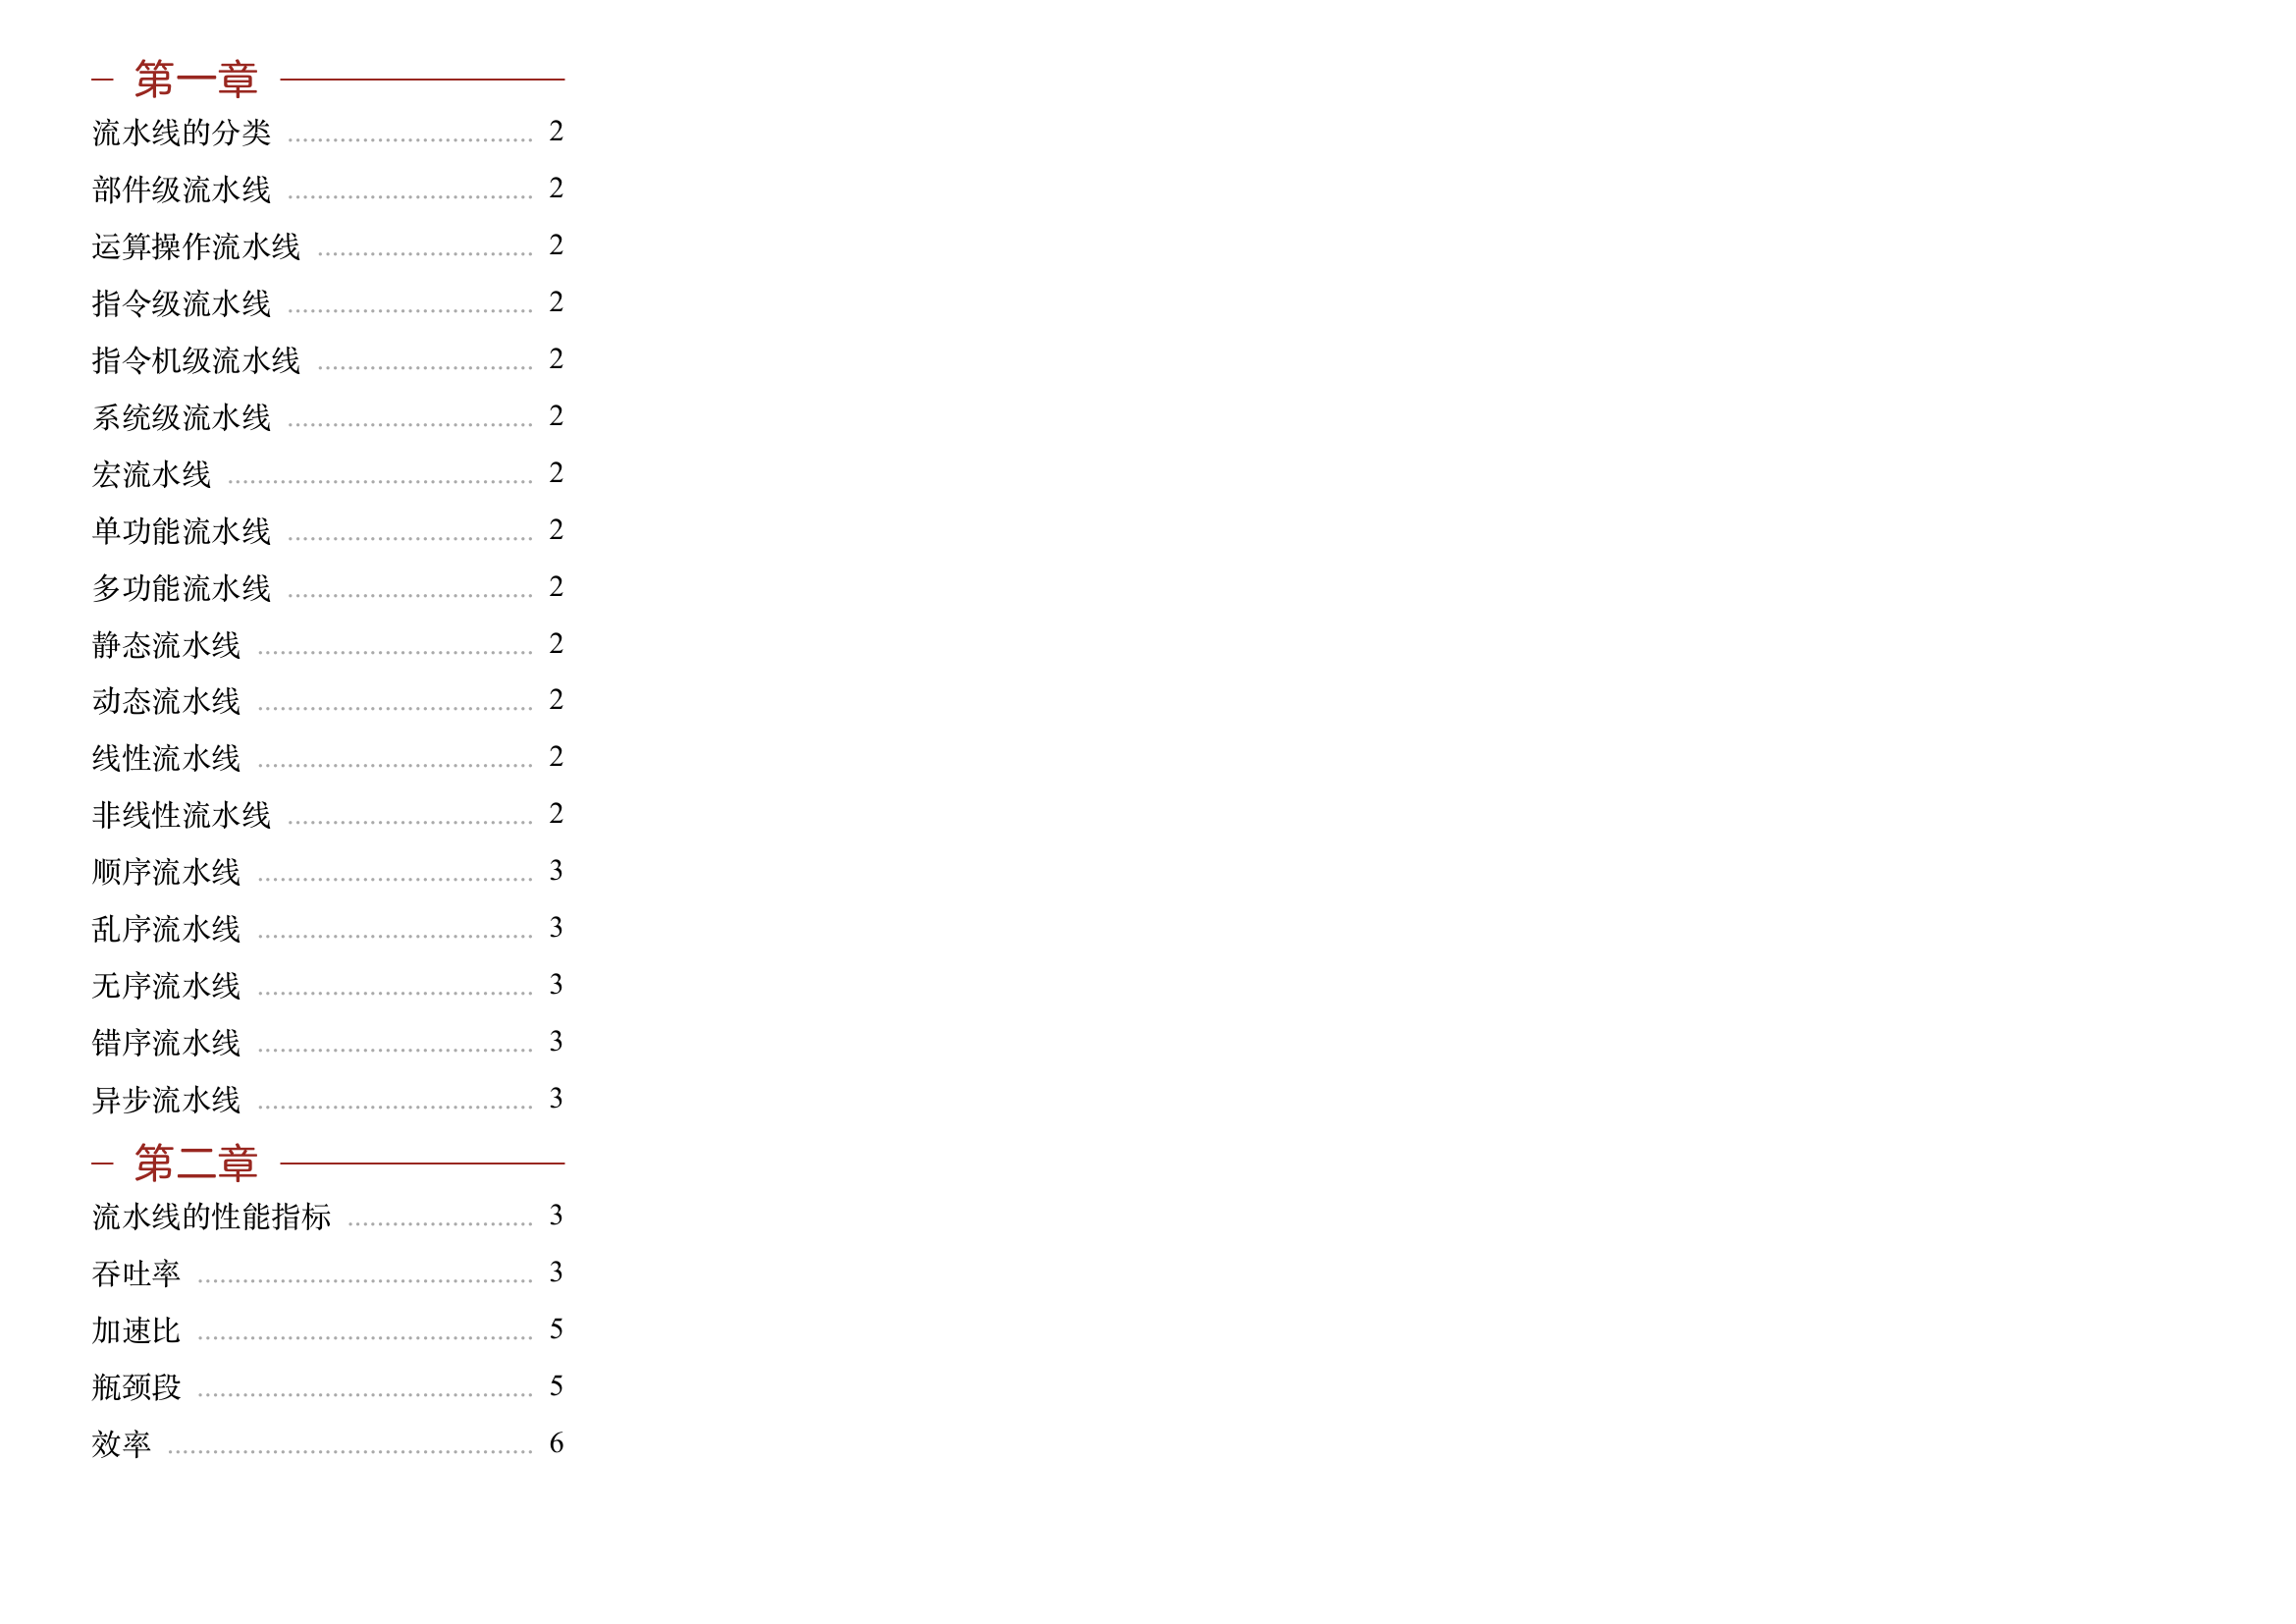 第一章
流水线的分类 2
部件级流水线 2
运算操作流水线 2
指令级流水线 2
指令机级流水线 2
系统级流水线 2
宏流水线 2
单功能流水线 2
多功能流水线 2
静态流水线 2
动态流水线 2
线性流水线 2
非线性流水线 2
顺序流水线 3
乱序流水线 3
无序流水线 3
错序流水线 3
异步流水线 3
第二章
流水线的性能指标 3
吞吐率 3
加速比 5
瓶颈段 5
效率 6